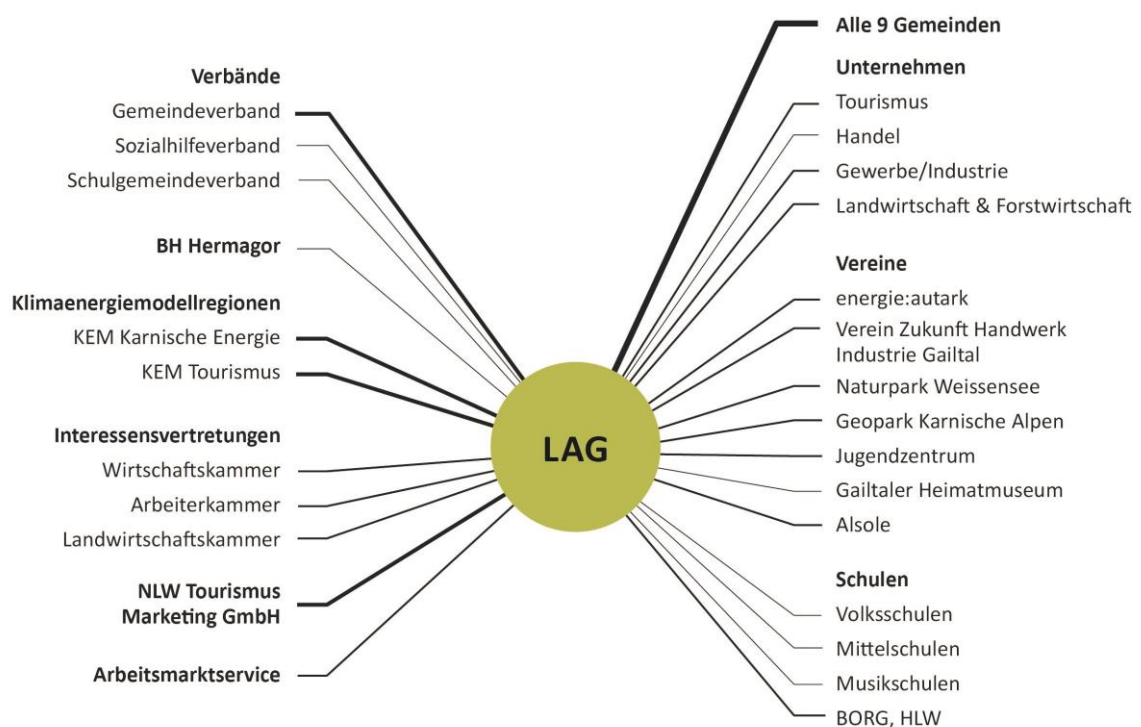 Verbände
Gemeindeverband
Sozialhilfeverband
Schulgemeindeverband
BH Hermagor
Klimaenergiemodellregionen
KEM Karnische Energie
KEM Tourismus
Interessensvertretungen
Wirtschaftskammer
Arbeiterkammer
Landwirtschaftskammer
NLW Tourismus
Marketing GmbH
Arbeitsmarktservice
LAG
Alle 9 Gemeinden
Unternehmen
Tourismus
Handel
Gewerbe/Industrie
Landwirtschaft & Forstwirtschaft
Vereine
energie:autark
Verein Zukunft Handwerk
Industrie Gailtal
Naturpark Weissensee
Geopark Karnische Alpen
Jugendzentrum
Gailtaler Heimatmuseum
Alsole
Schulen
Volksschulen
Mittelschulen
Musikschulen
BORG, HLW